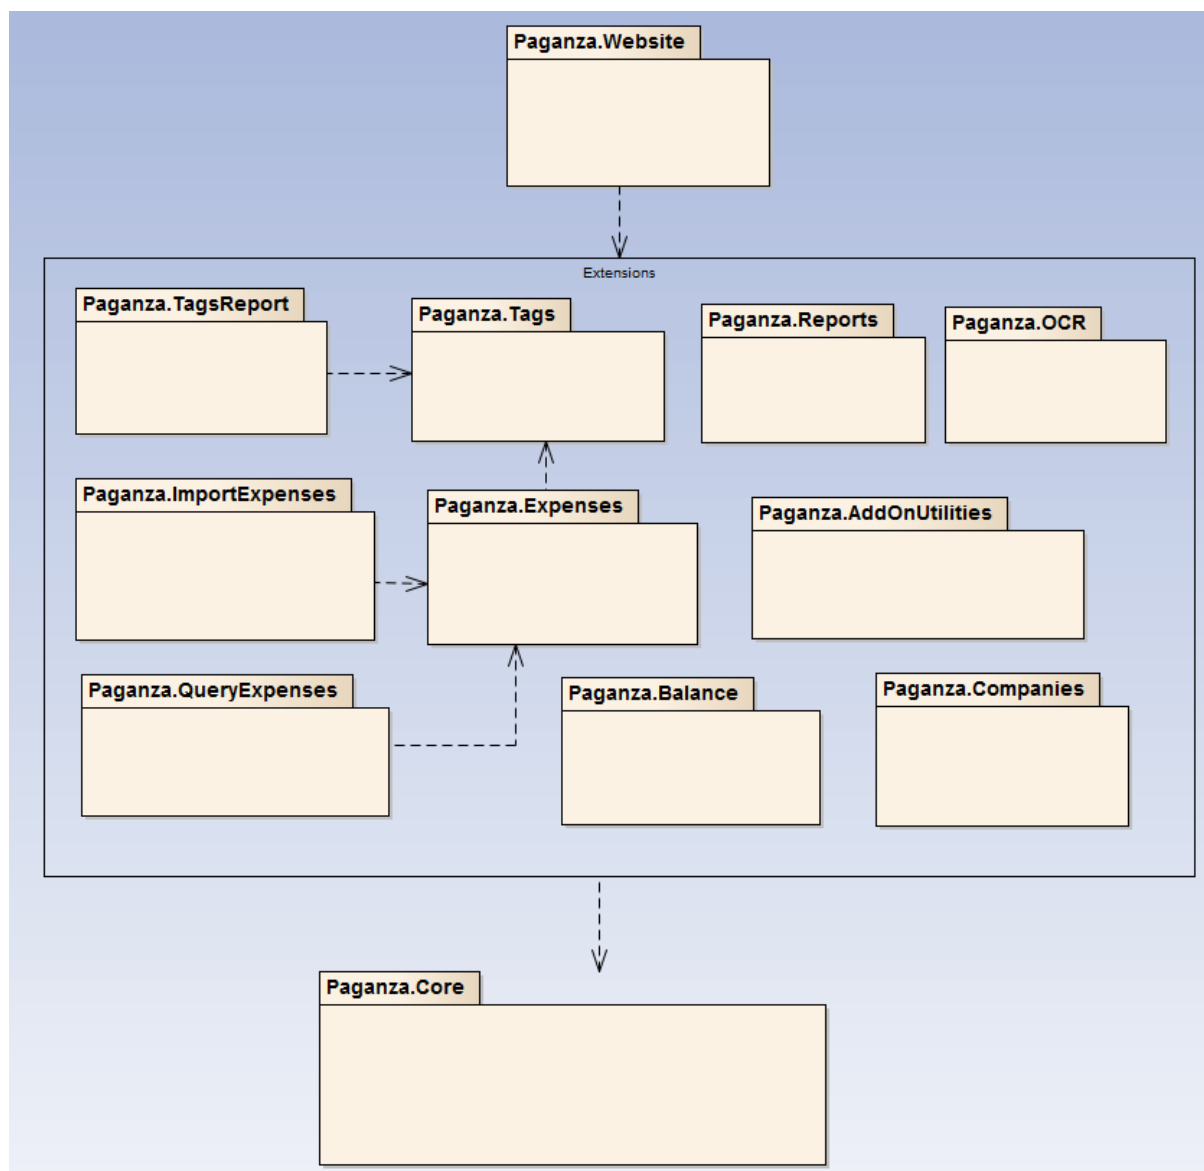 Paganza.Website
Extensions
Paganza.TagsReport
Paganza.Tags
Paganza.Reports
Paganza.OCR
Paganza.ImportExpenses
Paganza.Expenses
Paganza.AddOnUtilities
Paganza.QueryExpenses
Paganza.Balance
Paganza.Companies
Paganza.Core